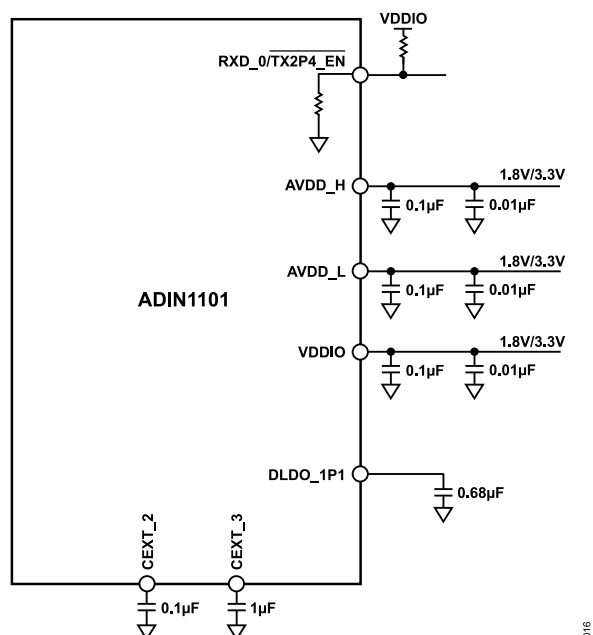 VDDIO
RXD_0/TX2P4_EN
AVDD_H
1.8V/3.3V
0.1µF
0.01µF
AVDD_L
1.8V/3.3V
0.1µF
0.01µF
ADIN1101
VDDIO
1.8V/3.3V
0.1µF
0.01µF
DLDO_1P1
0.68µF
CEXT_2
CEXT_3
0.1µF
1µF
016